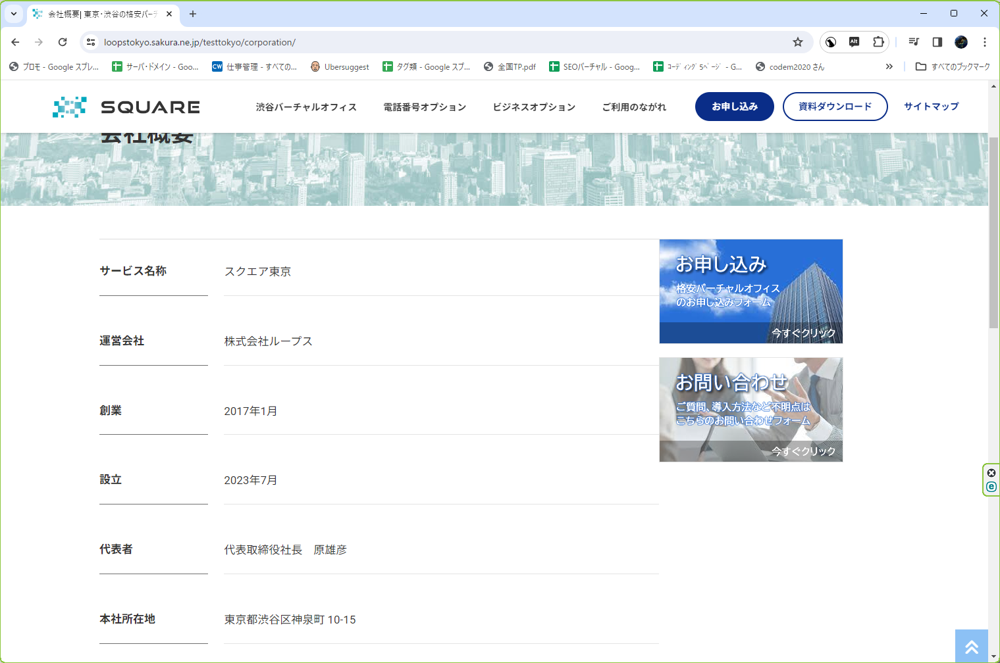 会社概要| 東京･渋谷の格安バーチ
loopstokyo.sakura.ne.jp/testtokyo/corporation/
プロモ - Google スプレ...
サーバ･ドメイン - Goo...
CW
仕事管理 - すべての...
Ubersuggest
タグ類 - Google スプ...
全国TP.pdf
SEOバーチャル - Goog...
ｺｰﾃﾞｨﾝｸﾞ 5ﾍﾟｰｼﾞ - G...
codem2020 さん
すべてのブックマーク
SQUARE
渋谷バーチャルオフィス
電話番号オプション
ビジネスオプション
ご利用のながれ
お申し込み
資料ダウンロード
サイトマップ
会社概要
サービス名称
スクエア東京
運営会社
株式会社ループス
創業
2017年1月
設立
2023年7月
代表者
代表取締役社長　原雄彦
本社所在地
東京都渋谷区神泉町 10-15
お申し込み
格安バーチャルオフィス
のお申し込みフォーム
今すぐクリック
お問い合わせ
ご質問、導入方法など不明点は
こちらのお問い合わせフォーム
今すぐクリック